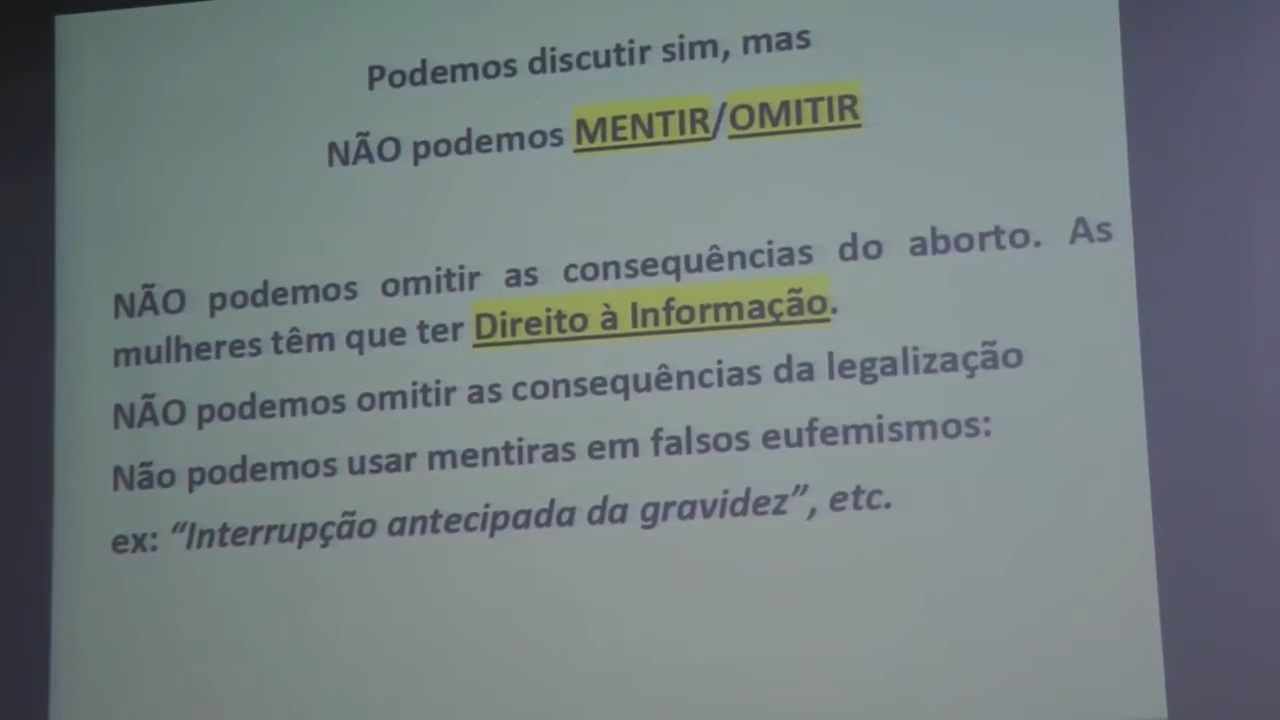 Podemos discutir sim, mas
NÃO podemos MENTIR/OMITIR
NÃO podemos omitir as consequências do aborto. As
mulheres têm que ter Direito à Informação.
NÃO podemos omitir as consequências da legalização
Não podemos usar mentiras em falsos eufemismos:
ex: “Interrupção antecipada da gravidez”, etc.